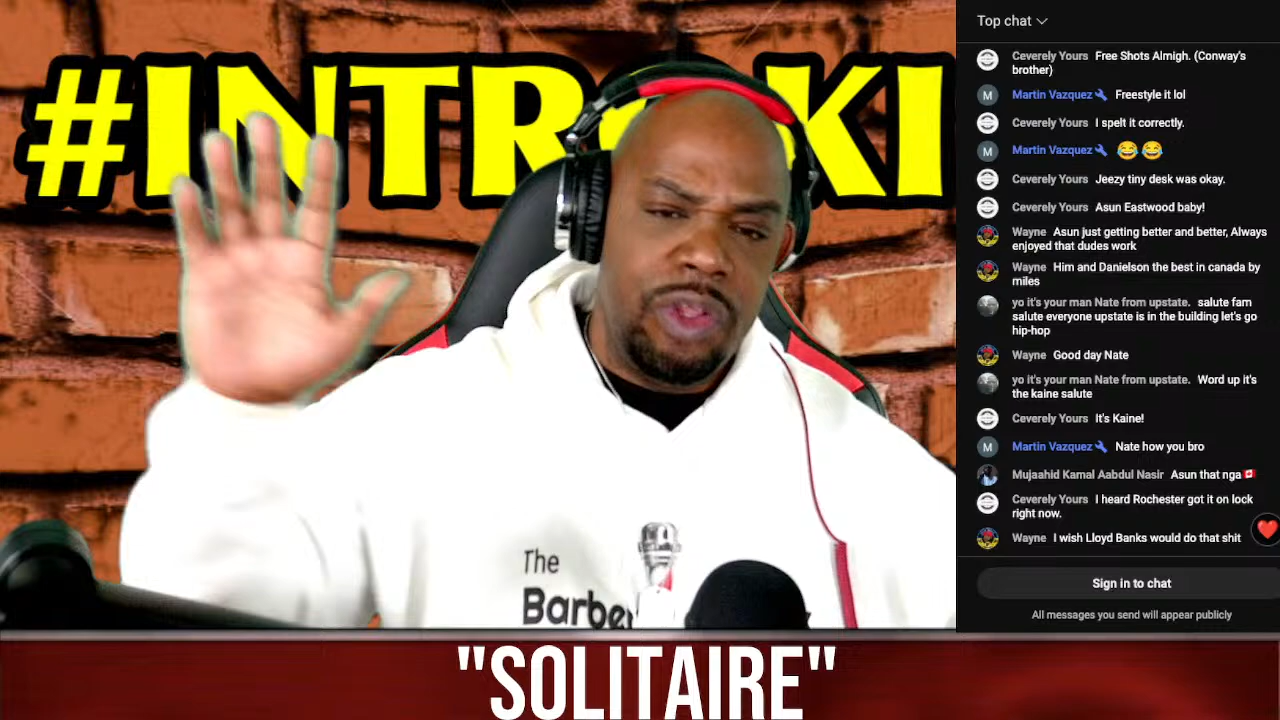 #INTRO KI
The
Barber
"SOLITAIRE"
Top chat
Ceverely Yours Free Shots Almigh. (Conway's
brother)
M Martin Vazquez Freestyle it lol
Ceverely Yours I spelt it correctly.
M Martin Vazquez 😂 😂
Ceverely Yours Jeezy tiny desk was okay.
Ceverely Yours Asun Eastwood baby!
Wayne Asun just getting better and better, Always
enjoyed that dudes work
Wayne Him and Danielson the best in canada by
miles
yo it's your man Nate from upstate. salute fam
salute everyone upstate is in the building let's go
hip-hop
Wayne Good day Nate
yo it's your man Nate from upstate. Word up it's
the kaine salute
Ceverely Yours It's Kaine!
M Martin Vazquez Nate how you bro
Mujaahid Kamal Aabdul Nasir Asun that nga🇨🇦
Ceverely Yours I heard Rochester got it on lock
right now.
Wayne I wish Lloyd Banks would do that shit
Sign in to chat
All messages you send will appear publicly